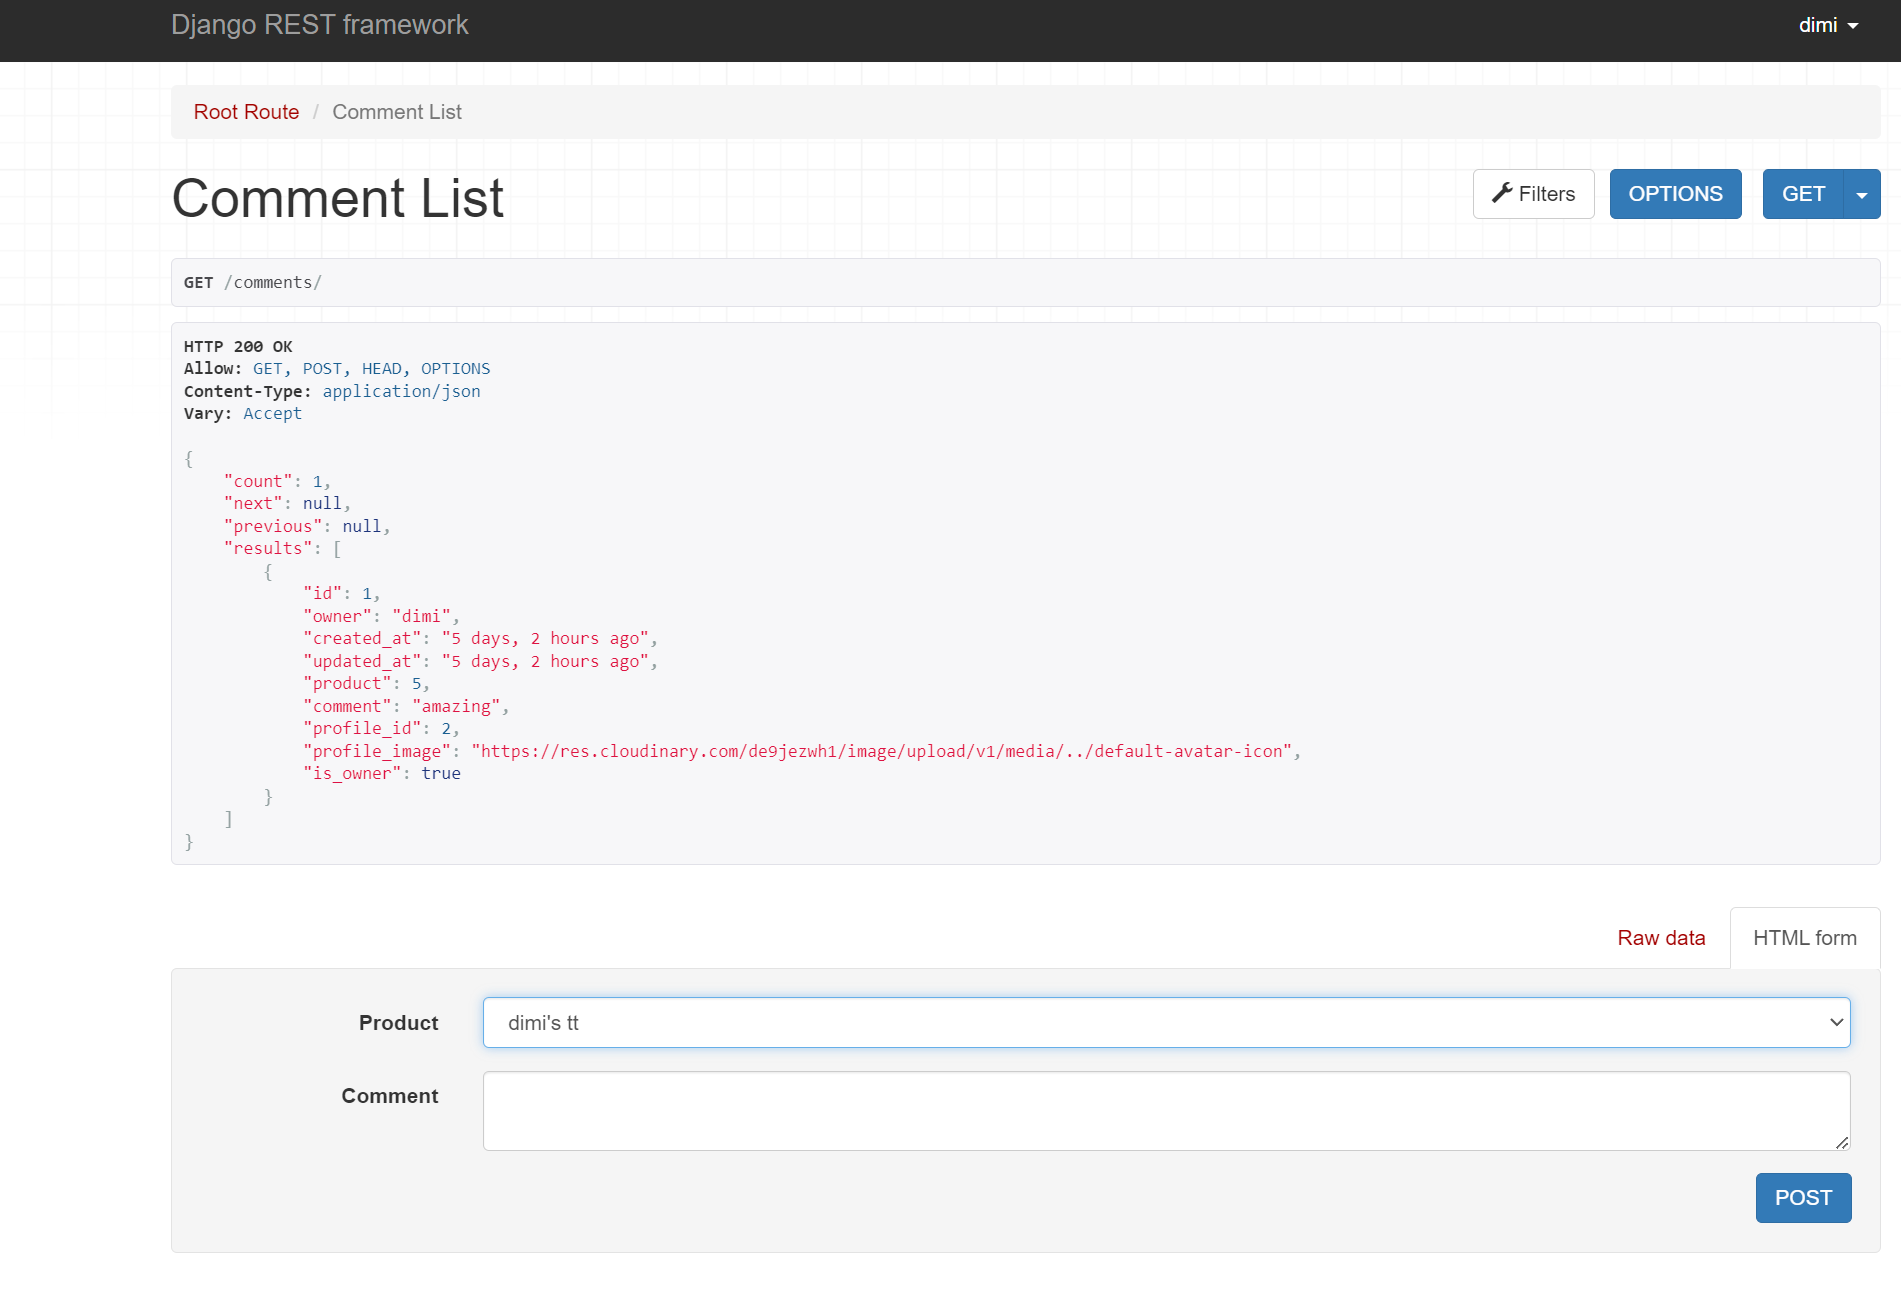 Django REST framework
dimi
Root Route / Comment List
Comment List
Filters
OPTIONS
GET
GET /comments/
HTTP 200 OK
Allow: GET, POST, HEAD, OPTIONS
Content-Type: application/json
Vary: Accept
{
    "count": 1,
    "next": null,
    "previous": null,
    "results": [
        {
            "id": 1,
            "owner": "dimi",
            "created_at": "5 days, 2 hours ago",
            "updated_at": "5 days, 2 hours ago",
            "product": 5,
            "comment": "amazing",
            "profile_id": 2,
            "profile_image": "https://res.cloudinary.com/de9jezwh1/image/upload/v1/media/../default-avatar-icon",
            "is_owner": true
        }
    ]
}
Raw data
HTML form
Product
dimi's tt
Comment
POST